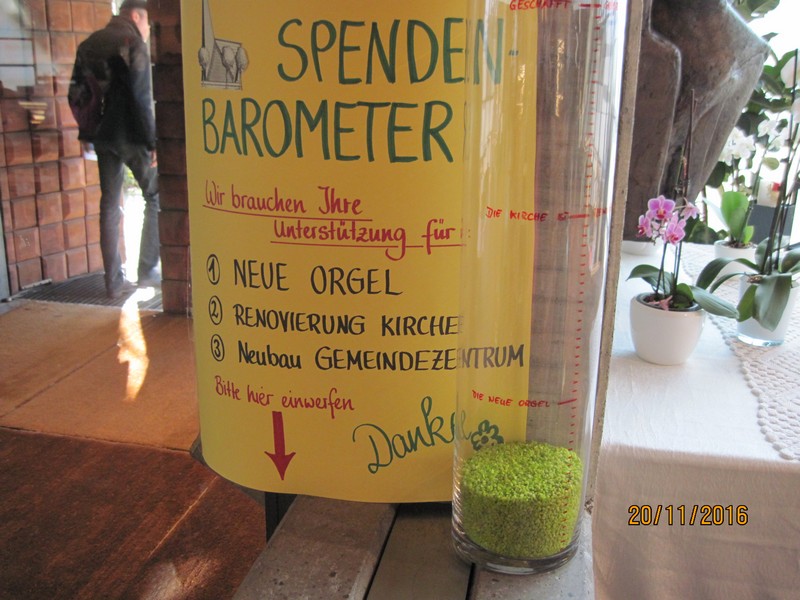 SPENDEN-
BAROMETER
Wir brauchen Ihre
Unterstützung für:
① NEUE ORGEL
② RENOVIERUNG KIRCHE
③ Neubau GEMEINDEZENTRUM
Bitte hier einwerfen
Danke
GESCHAFFT
DIE KIRCHE
DIE NEUE ORGEL
20/11/2016